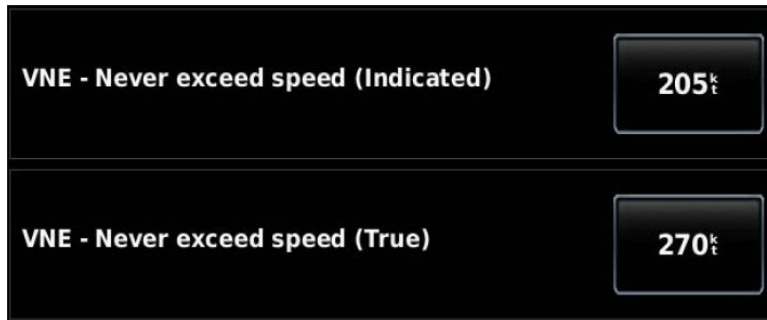 VNE - Never exceed speed (Indicated) 205kt
VNE - Never exceed speed (True) 270kt